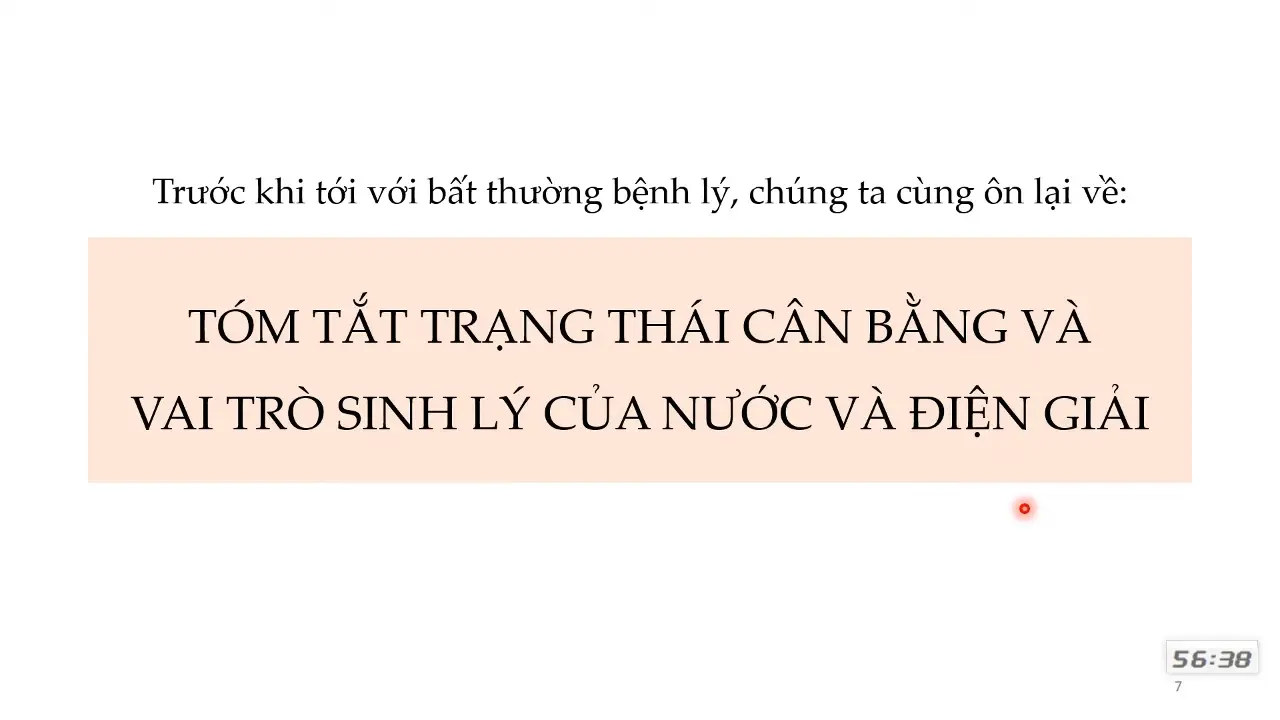 Trước khi tới với bất thường bệnh lý, chúng ta cùng ôn lại về:
TÓM TẮT TRẠNG THÁI CÂN BẰNG VÀ
VAI TRÒ SINH LÝ CỦA NƯỚC VÀ ĐIỆN GIẢI
56:38
7